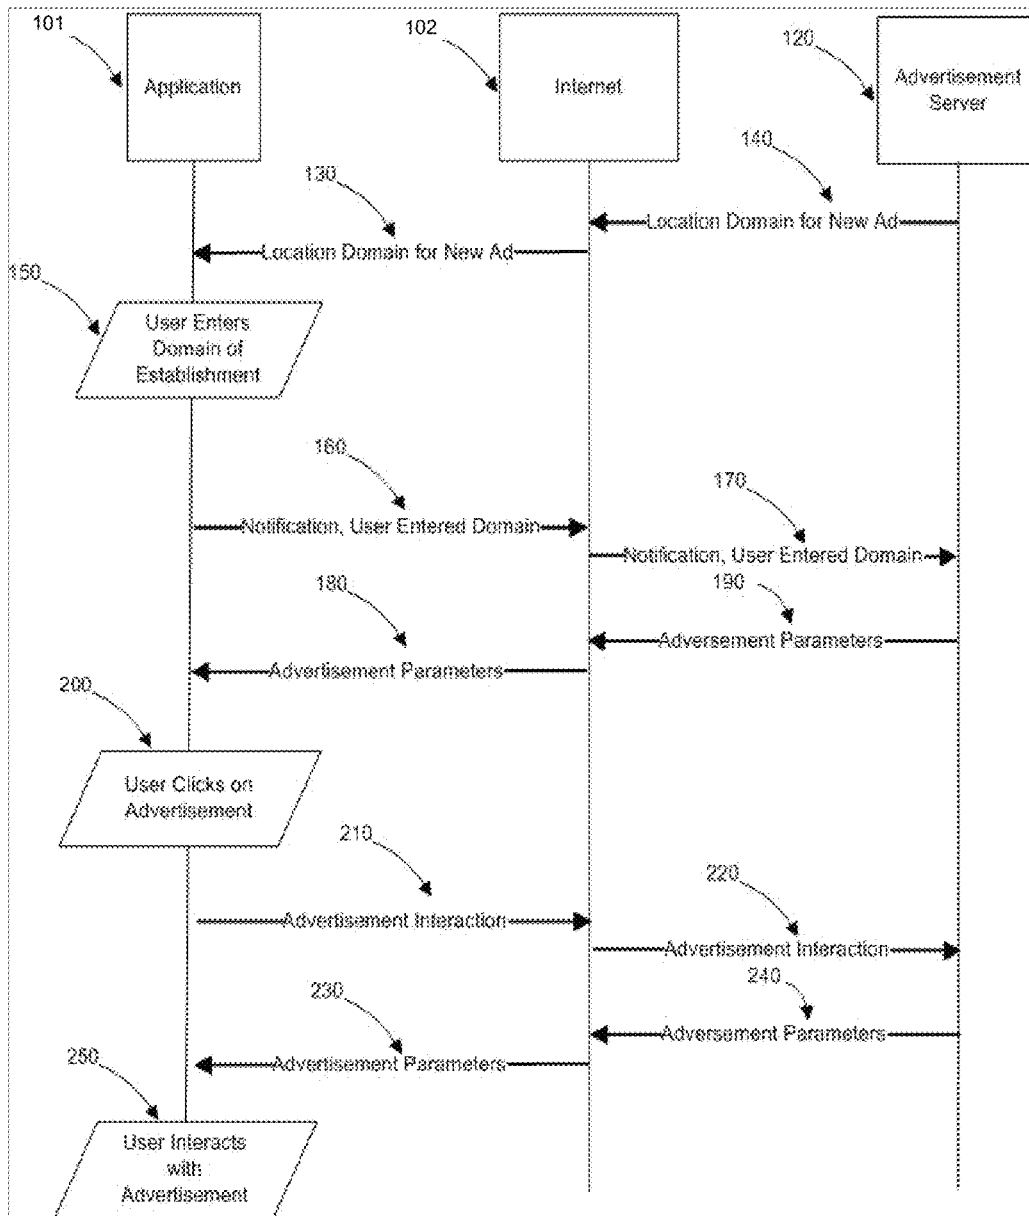 101
102
120
Application
Internet
Advertisement
Server
130
140
Location Domain for New Ad
Location Domain for New Ad
150
User Enters
Domain of
Establishment
160
170
Notification, User Entered Domain
Notification, User Entered Domain
180
190
Adversement Parameters
Advertisement Parameters
200
User Clicks on
Advertisement
210
220
Advertisement Interaction
Advertisement Interaction
230
240
Adversement Parameters
Advertisement Parameters
250
User Interacts
with
Advertisement